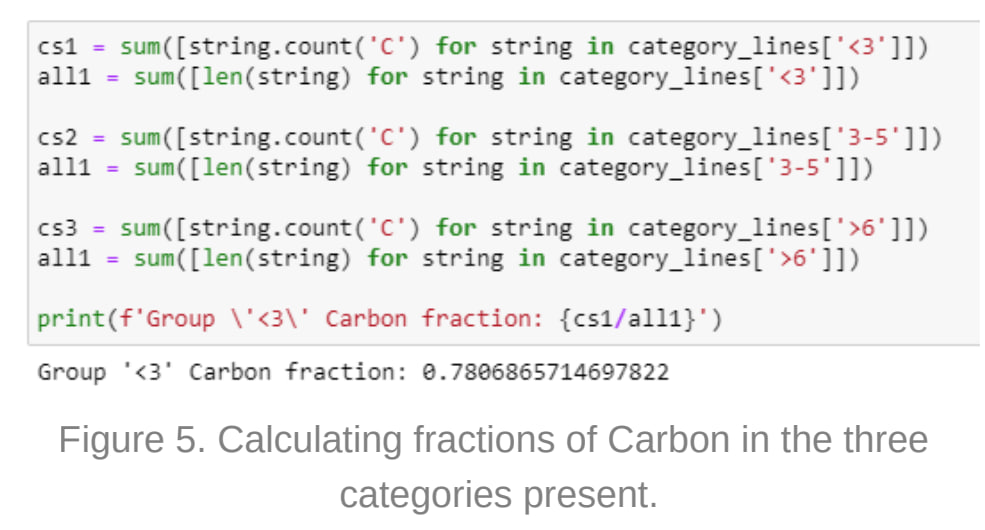 cs1 = sum([string.count('C') for string in category_lines['<3']])
all1 = sum([len(string) for string in category_lines['<3']])
cs2 = sum([string.count('C') for string in category_lines['3-5']])
all1 = sum([len(string) for string in category_lines['3-5']])
cs3 = sum([string.count('C') for string in category_lines['>6']])
all1 = sum([len(string) for string in category_lines['>6']])
print(f'Group \'<3\' Carbon fraction: {cs1/all1}')
Group '<3' Carbon fraction: 0.7806865714697822
Figure 5. Calculating fractions of Carbon in the three
categories present.